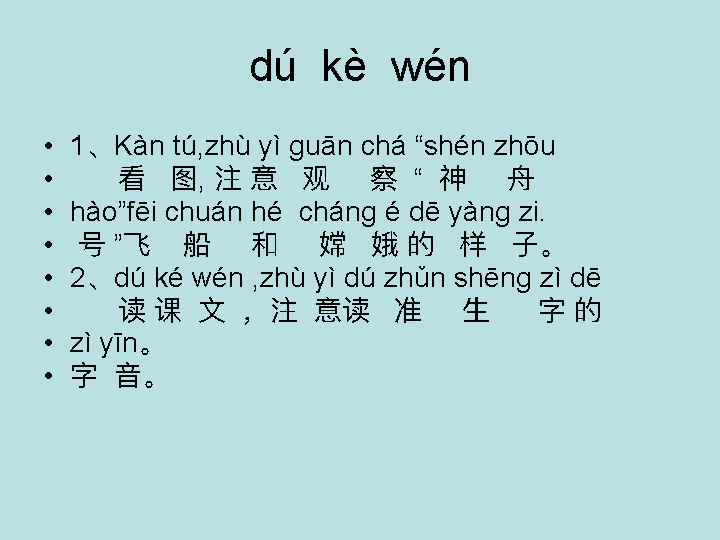 dú kè wén
• 1、Kàn tú,zhù yì guān chá “shén zhōu
• 看 图, 注 意 观 察 “ 神 舟
• hào”fēi chuán hé cháng é dē yàng zi.
• 号 ”飞 船 和 嫦 娥 的 样 子。
• 2、dú ké wén ,zhù yì dú zhǔn shēng zì dē
• 读 课 文 ， 注 意读 准 生 字 的
• zì yīn。
• 字 音。